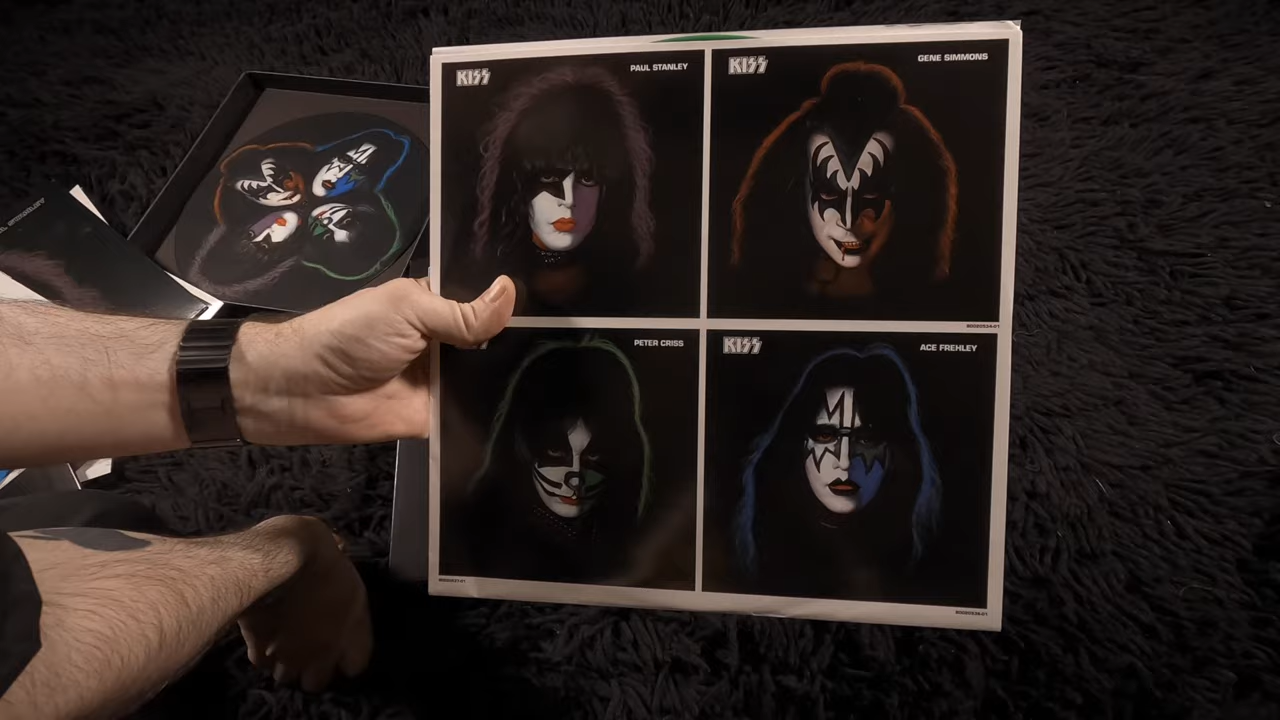 KISS
PAUL STANLEY
KISS
GENE SIMMONS
PETER CRISS
KISS
ACE FREHLEY